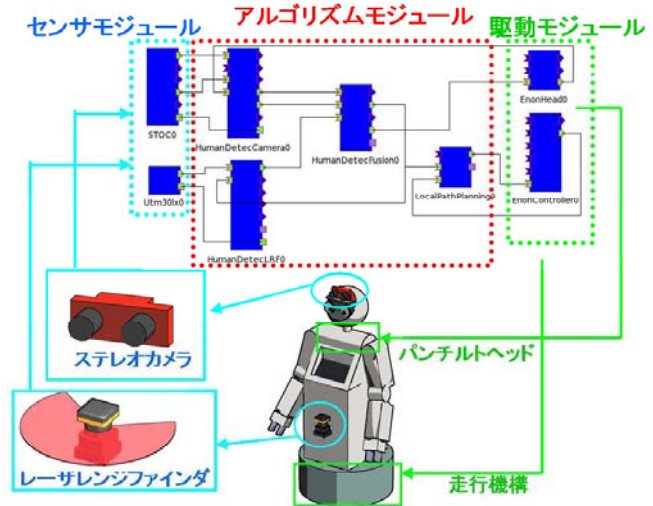 センサモジュール
アルゴリズムモジュール
駆動モジュール
STOC0
HumanDetecCamera0
HumanDetecFusion0
EnonHead0
Utm30lx0
HumanDetecLRF0
LocalPathPlanning0
EnonController0
ステレオカメラ
パンチルトヘッド
レーザレンジファインダ
走行機構